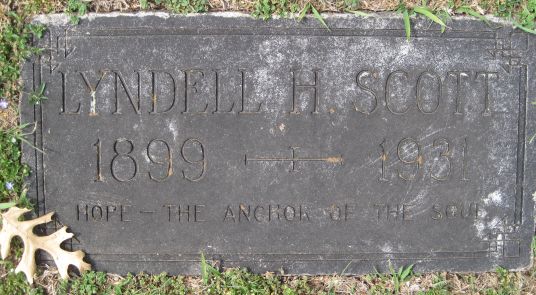 LYNDELL H. SCOTT
1899 1931
HOPE - THE ANCHOR OF THE SOUL